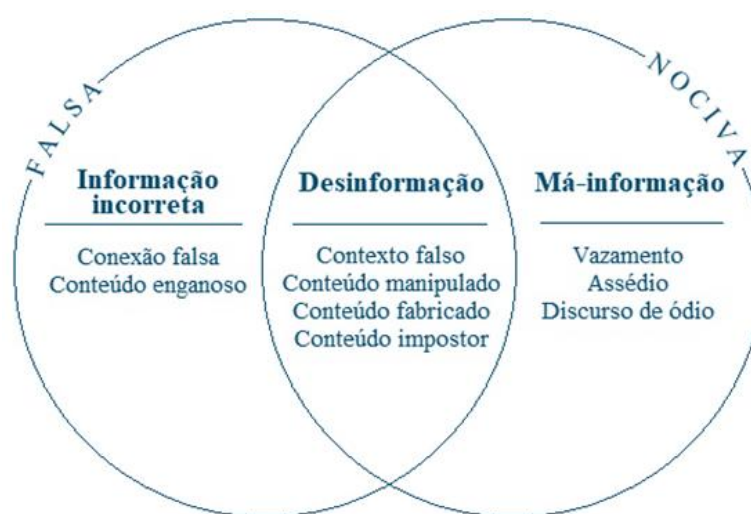 FALSA
NOCIVA
Informação
incorreta
Conexão falsa
Conteúdo enganoso
Desinformação
Contexto falso
Conteúdo manipulado
Conteúdo fabricado
Conteúdo impostor
Má-informação
Vazamento
Assédio
Discurso de ódio